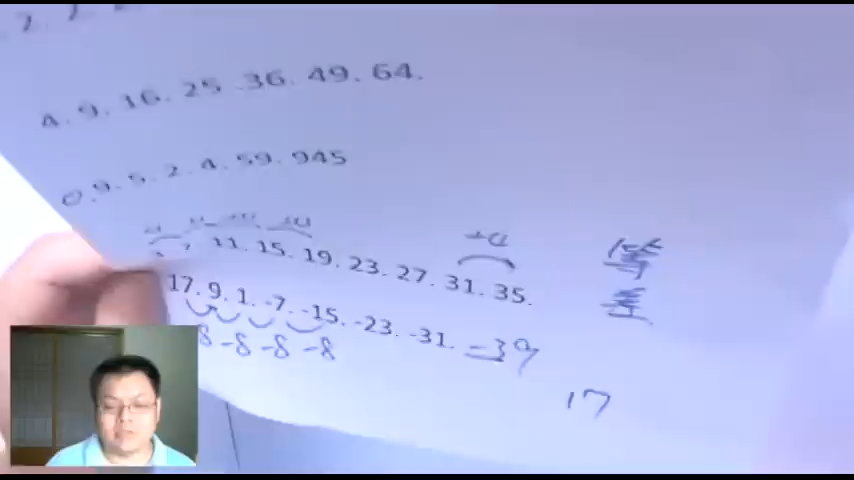 4. 9. 16. 25. 36. 49. 64.
0. 9. 5. 2. 4. 59. 945
+4 +4
11. 15. 19. 23. 27. 31. 35.
等差
17. 9. 1. -7. -15. -23. -31. -39
-8 -8 -8 -8
17